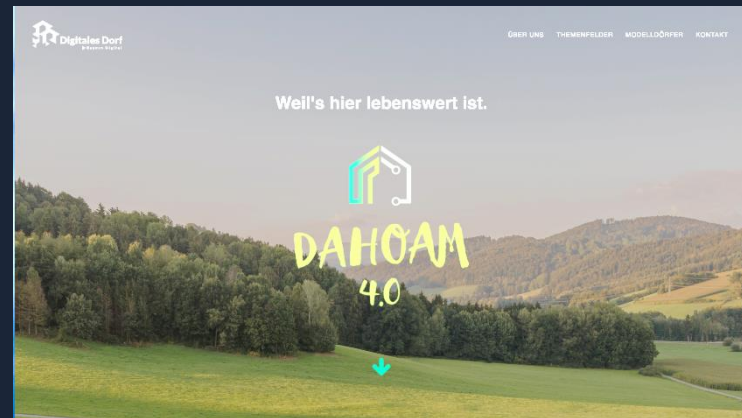 Digitales Dorf
ÜBER UNS THEMENFELDER MODELLDÖRFER KONTAKT
Weil's hier lebenswert ist.
DAHOAM
4.0